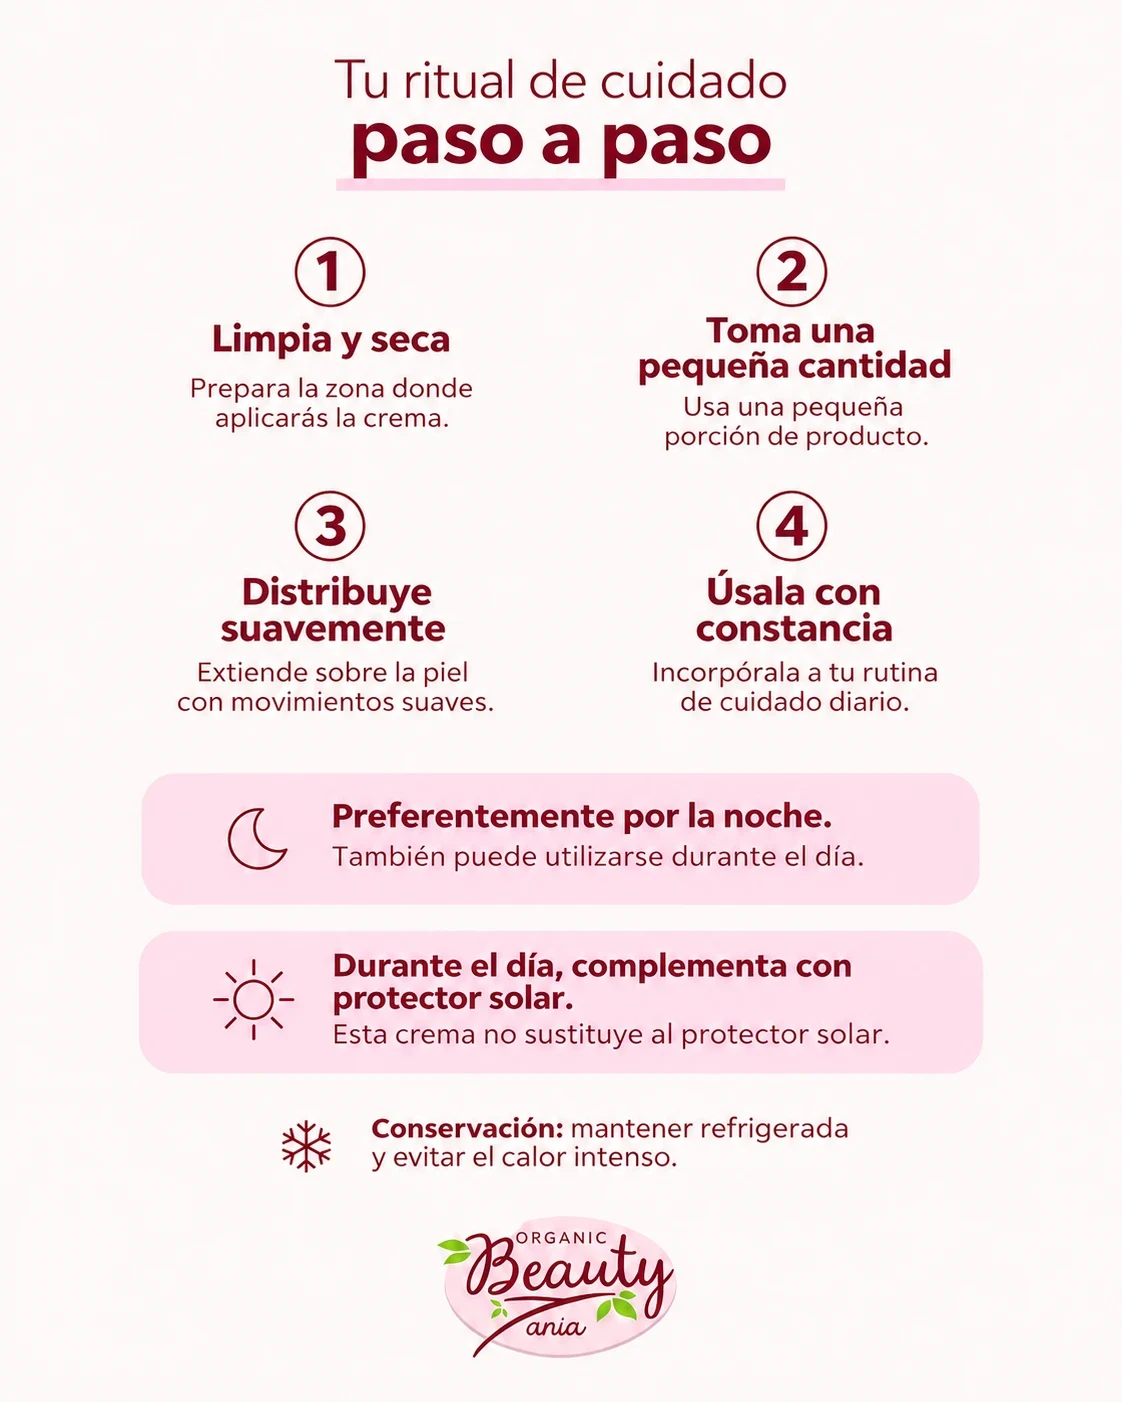 Tu ritual de cuidado
paso a paso
1
Limpia y seca
Prepara la zona donde
aplicarás la crema.
2
Toma una
pequeña cantidad
Usa una pequeña
porción de producto.
3
Distribuye
suavemente
Extiende sobre la piel
con movimientos suaves.
4
Úsala con
constancia
Incorpórala a tu rutina
de cuidado diario.
Preferentemente por la noche.
También puede utilizarse durante el día.
Durante el día, complementa con
protector solar.
Esta crema no sustituye al protector solar.
Conservación: mantener refrigerada
y evitar el calor intenso.
ORGANIC
Beauty
ania